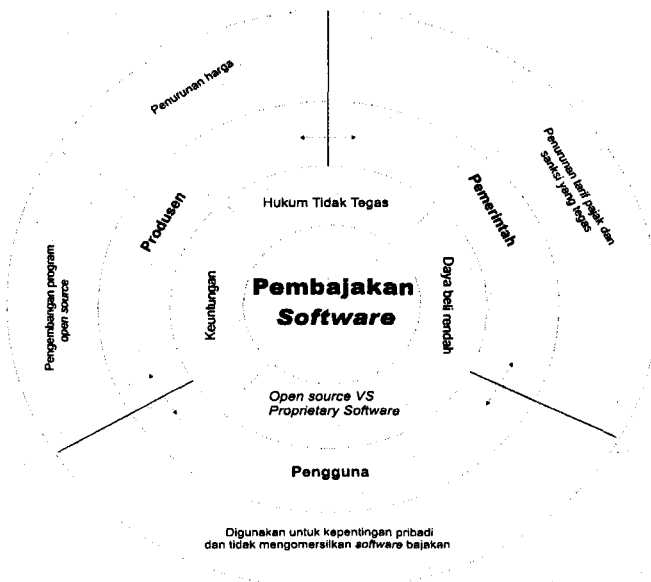 Penurunan harga
Penurunan tarif pajak dan
sanksi yang tegas
Produsen
Hukum Tidak Tegas
Pemerintah
Pengembangan program
open source
Keuntungan
Pembajakan
Software
Daya beli rendah
Open source VS
Proprietary Software
Pengguna
Digunakan untuk kepentingan pribadi
dan tidak mengomersilkan software bajakan